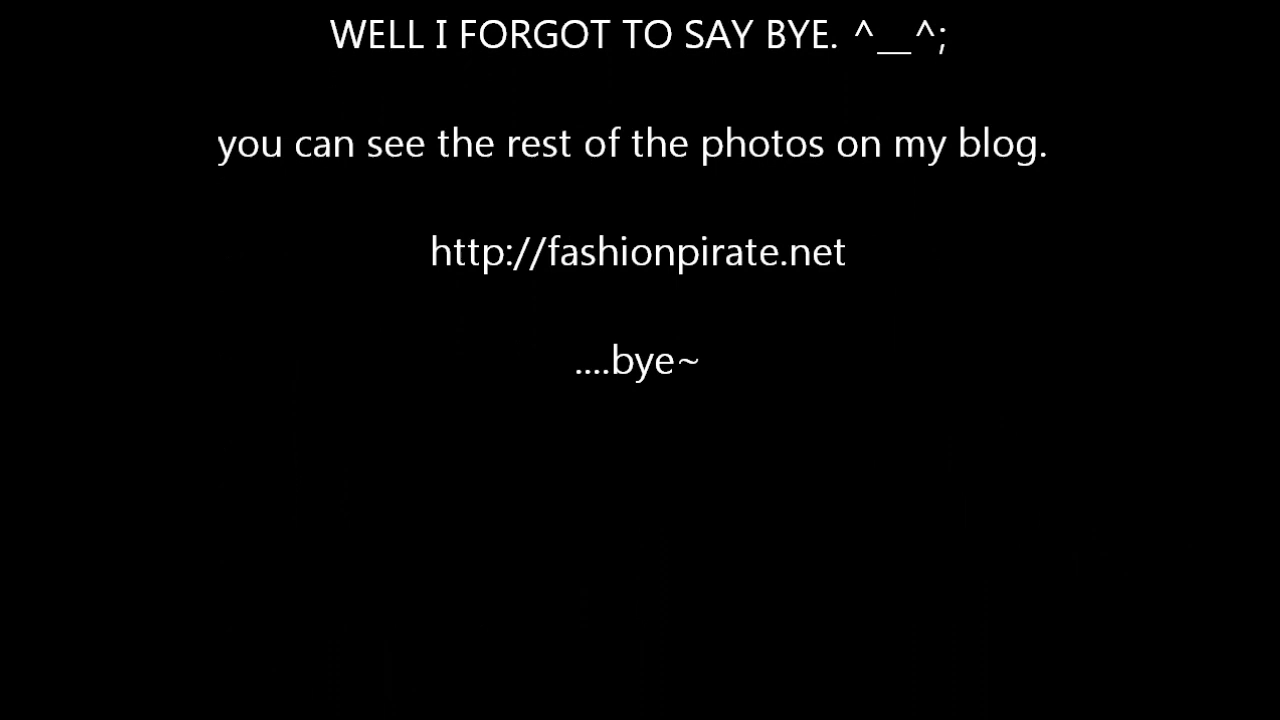 WELL I FORGOT TO SAY BYE. ^__^;
you can see the rest of the photos on my blog.
http://fashionpirate.net
....bye~